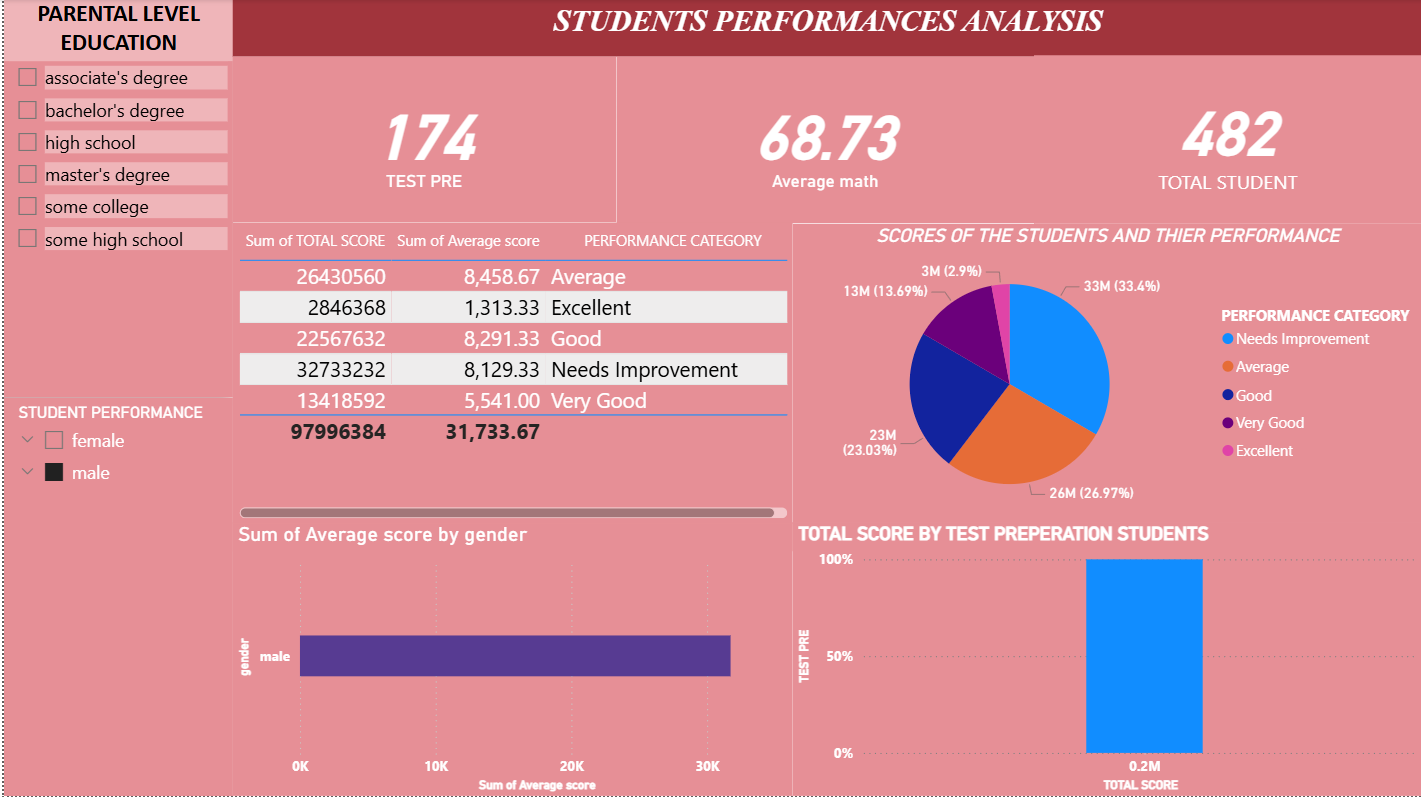 PARENTAL LEVEL
EDUCATION
associate's degree
bachelor's degree
high school
master's degree
some college
some high school
STUDENT PERFORMANCE
female
male
STUDENTS PERFORMANCES ANALYSIS
174
TEST PRE
68.73
Average math
482
TOTAL STUDENT
Sum of TOTAL SCORE Sum of Average score PERFORMANCE CATEGORY
26430560 8,458.67 Average
2846368 1,313.33 Excellent
22567632 8,291.33 Good
32733232 8,129.33 Needs Improvement
13418592 5,541.00 Very Good
97996384 31,733.67
SCORES OF THE STUDENTS AND THIER PERFORMANCE
3M (2.9%)
13M (13.69%)
33M (33.4%)
23M
(23.03%)
26M (26.97%)
PERFORMANCE CATEGORY
Needs Improvement
Average
Good
Very Good
Excellent
Sum of Average score by gender
gender
male
0K 10K 20K 30K
Sum of Average score
TOTAL SCORE BY TEST PREPERATION STUDENTS
TEST PRE
100%
50%
0%
0.2M
TOTAL SCORE